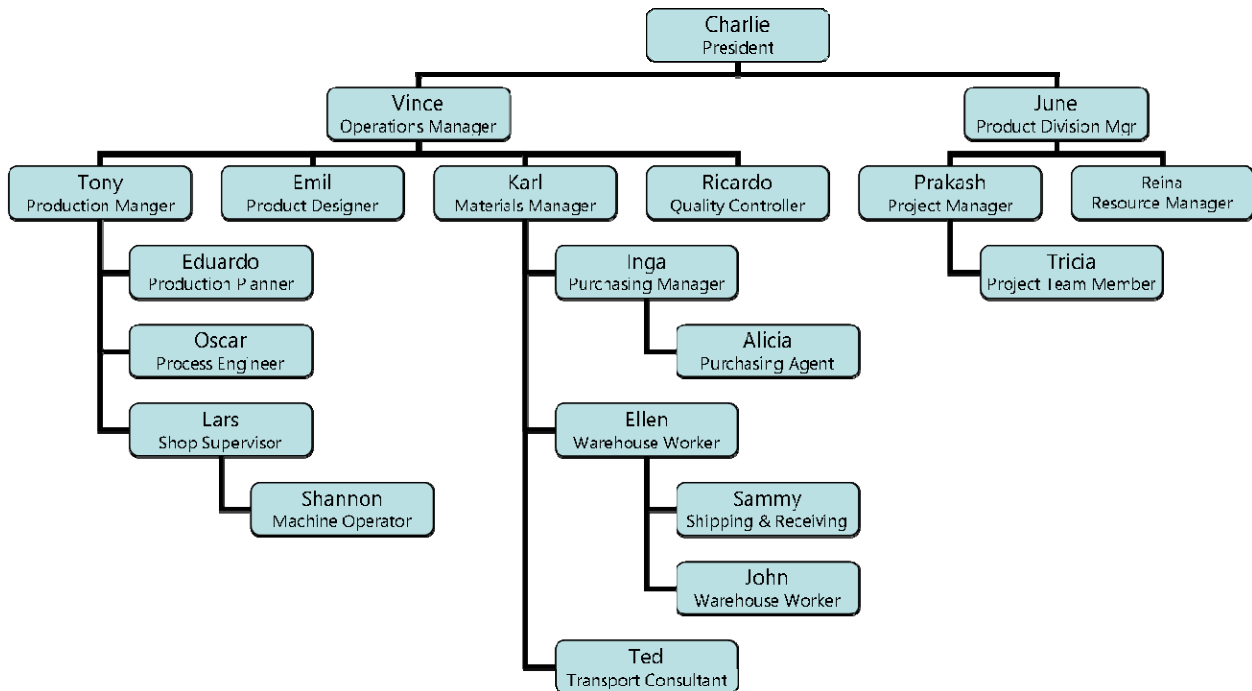 Charlie
President
Vince
Operations Manager
June
Product Division Mgr
Tony
Production Manger
Emil
Product Designer
Karl
Materials Manager
Ricardo
Quality Controller
Prakash
Project Manager
Reina
Resource Manager
Eduardo
Production Planner
Inga
Purchasing Manager
Tricia
Project Team Member
Oscar
Process Engineer
Alicia
Purchasing Agent
Lars
Shop Supervisor
Ellen
Warehouse Worker
Shannon
Machine Operator
Sammy
Shipping & Receiving
John
Warehouse Worker
Ted
Transport Consultant